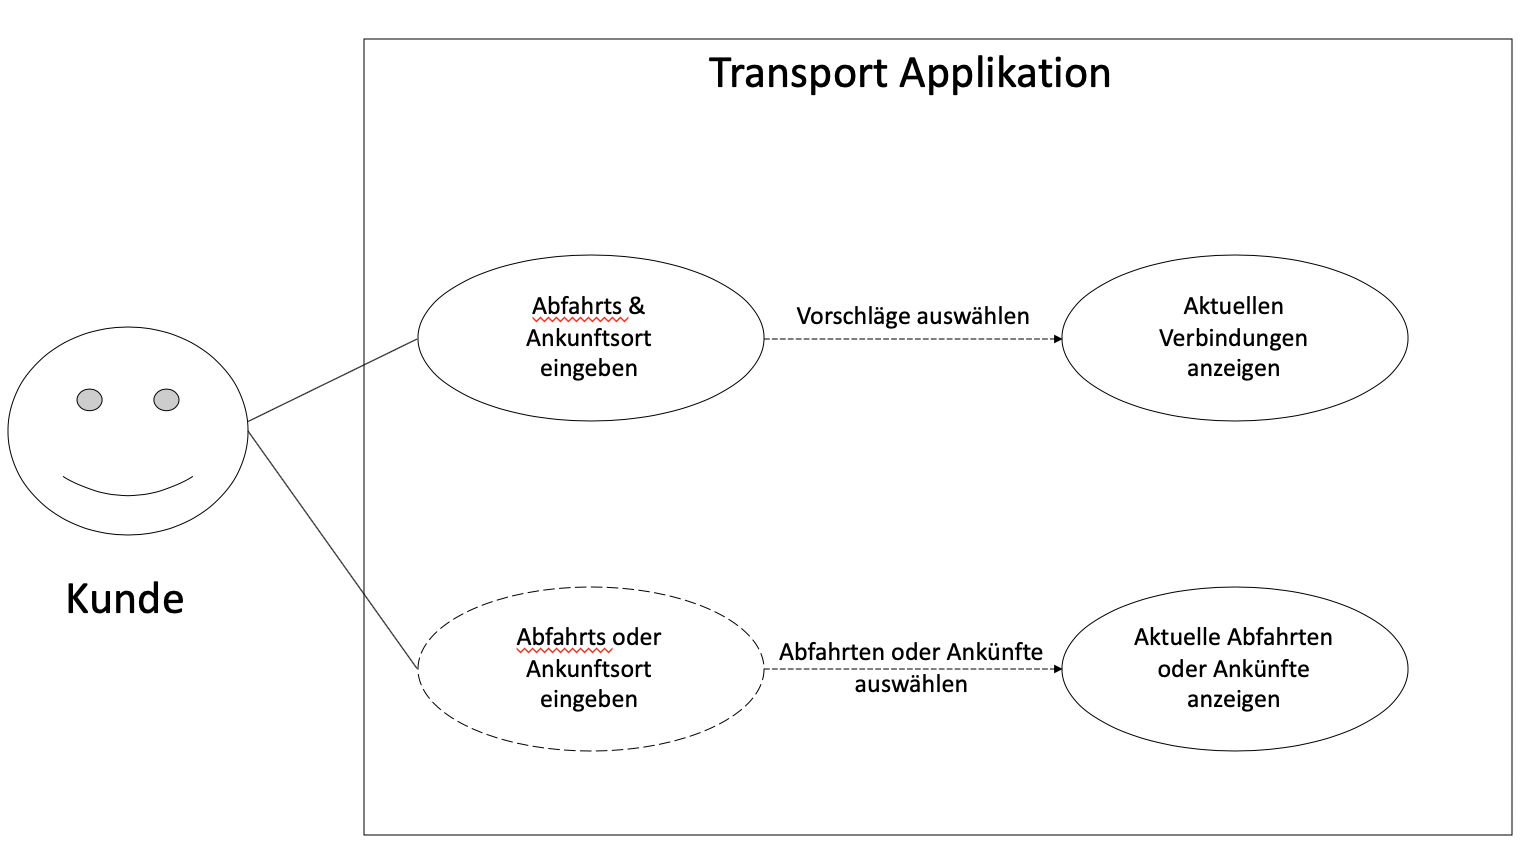 Transport Applikation
Abfahrts &
Ankunftsort
eingeben
Vorschläge auswählen
Aktuellen
Verbindungen
anzeigen
Kunde
Abfahrts oder
Ankunftsort
eingeben
Abfahrten oder Ankünfte
auswählen
Aktuelle Abfahrten
oder Ankünfte
anzeigen